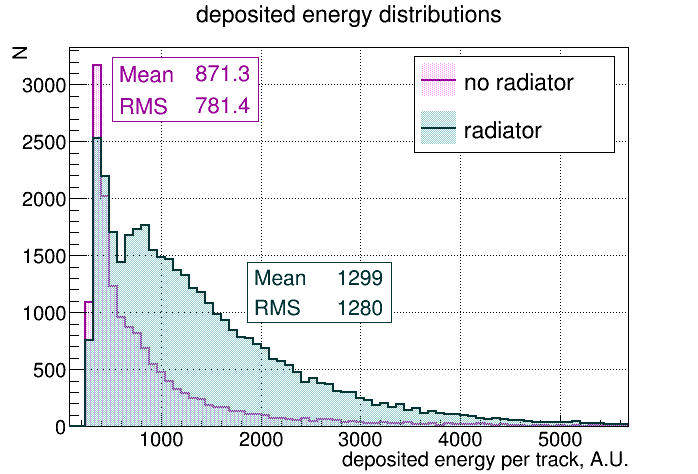 deposited energy distributions
N
3000
2500
2000
1500
1000
500
0
Mean 871.3
RMS 781.4
no radiator
radiator
Mean 1299
RMS 1280
1000 2000 3000 4000 5000
deposited energy per track, A.U.